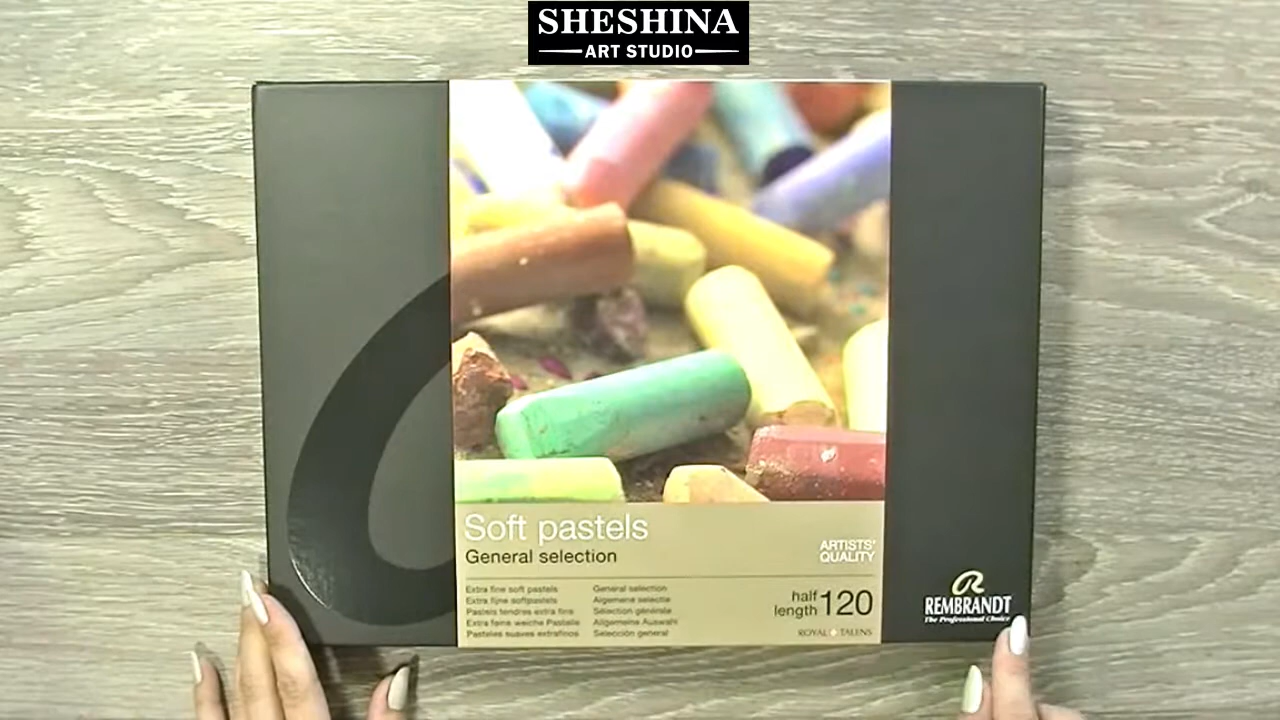 SHESHINA
ART STUDIO
Soft pastels
General selection
ARTISTS'
QUALITY
Extra fine soft pastels
Extra fijne softpastels
Pastels tendres extra fins
Extra feine weiche Pastelle
Pasteles suaves extrafinos
General selection
Algemene selectie
Sélection générale
Allgemeine Auswahl
Selección general
half
length 120
ROYAL TALENS
REMBRANDT
The Professional Choice